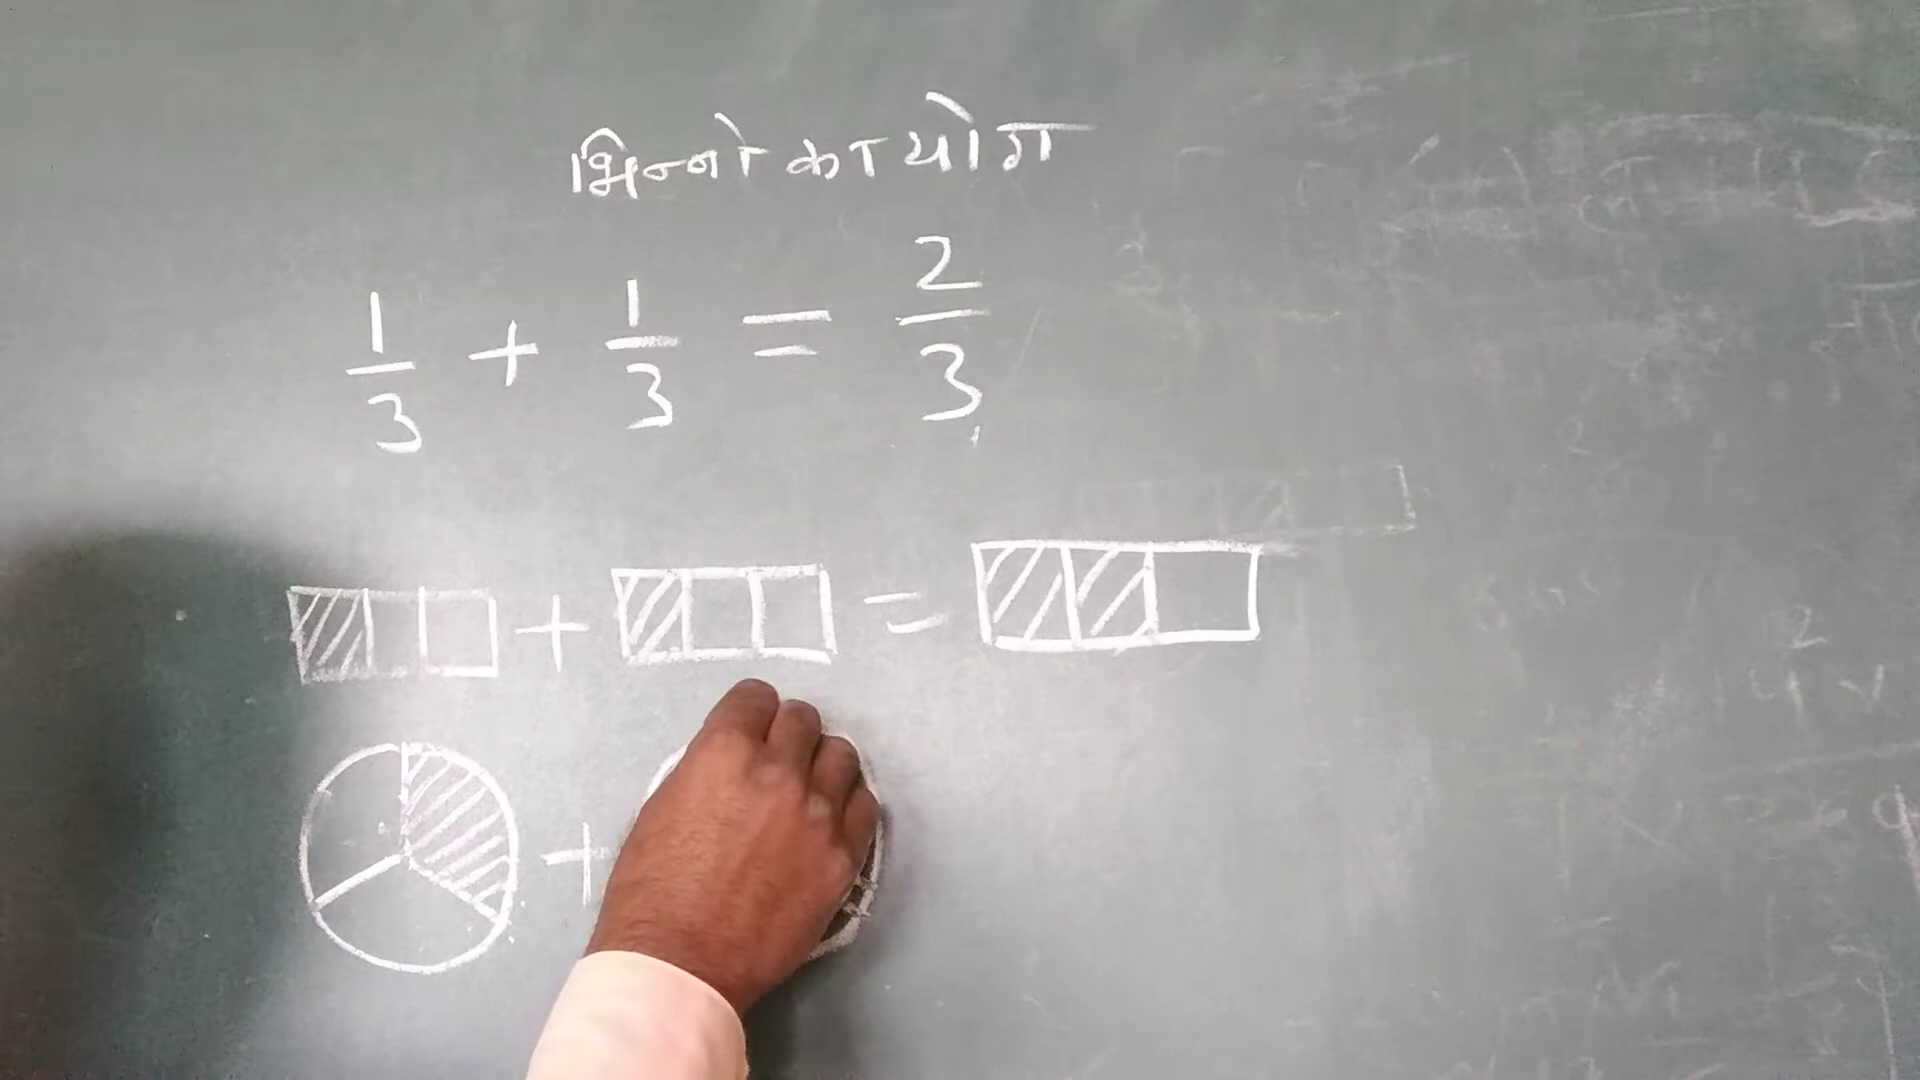 भिन्नो का योग
1/3 + 1/3 = 2/3
+ =
+